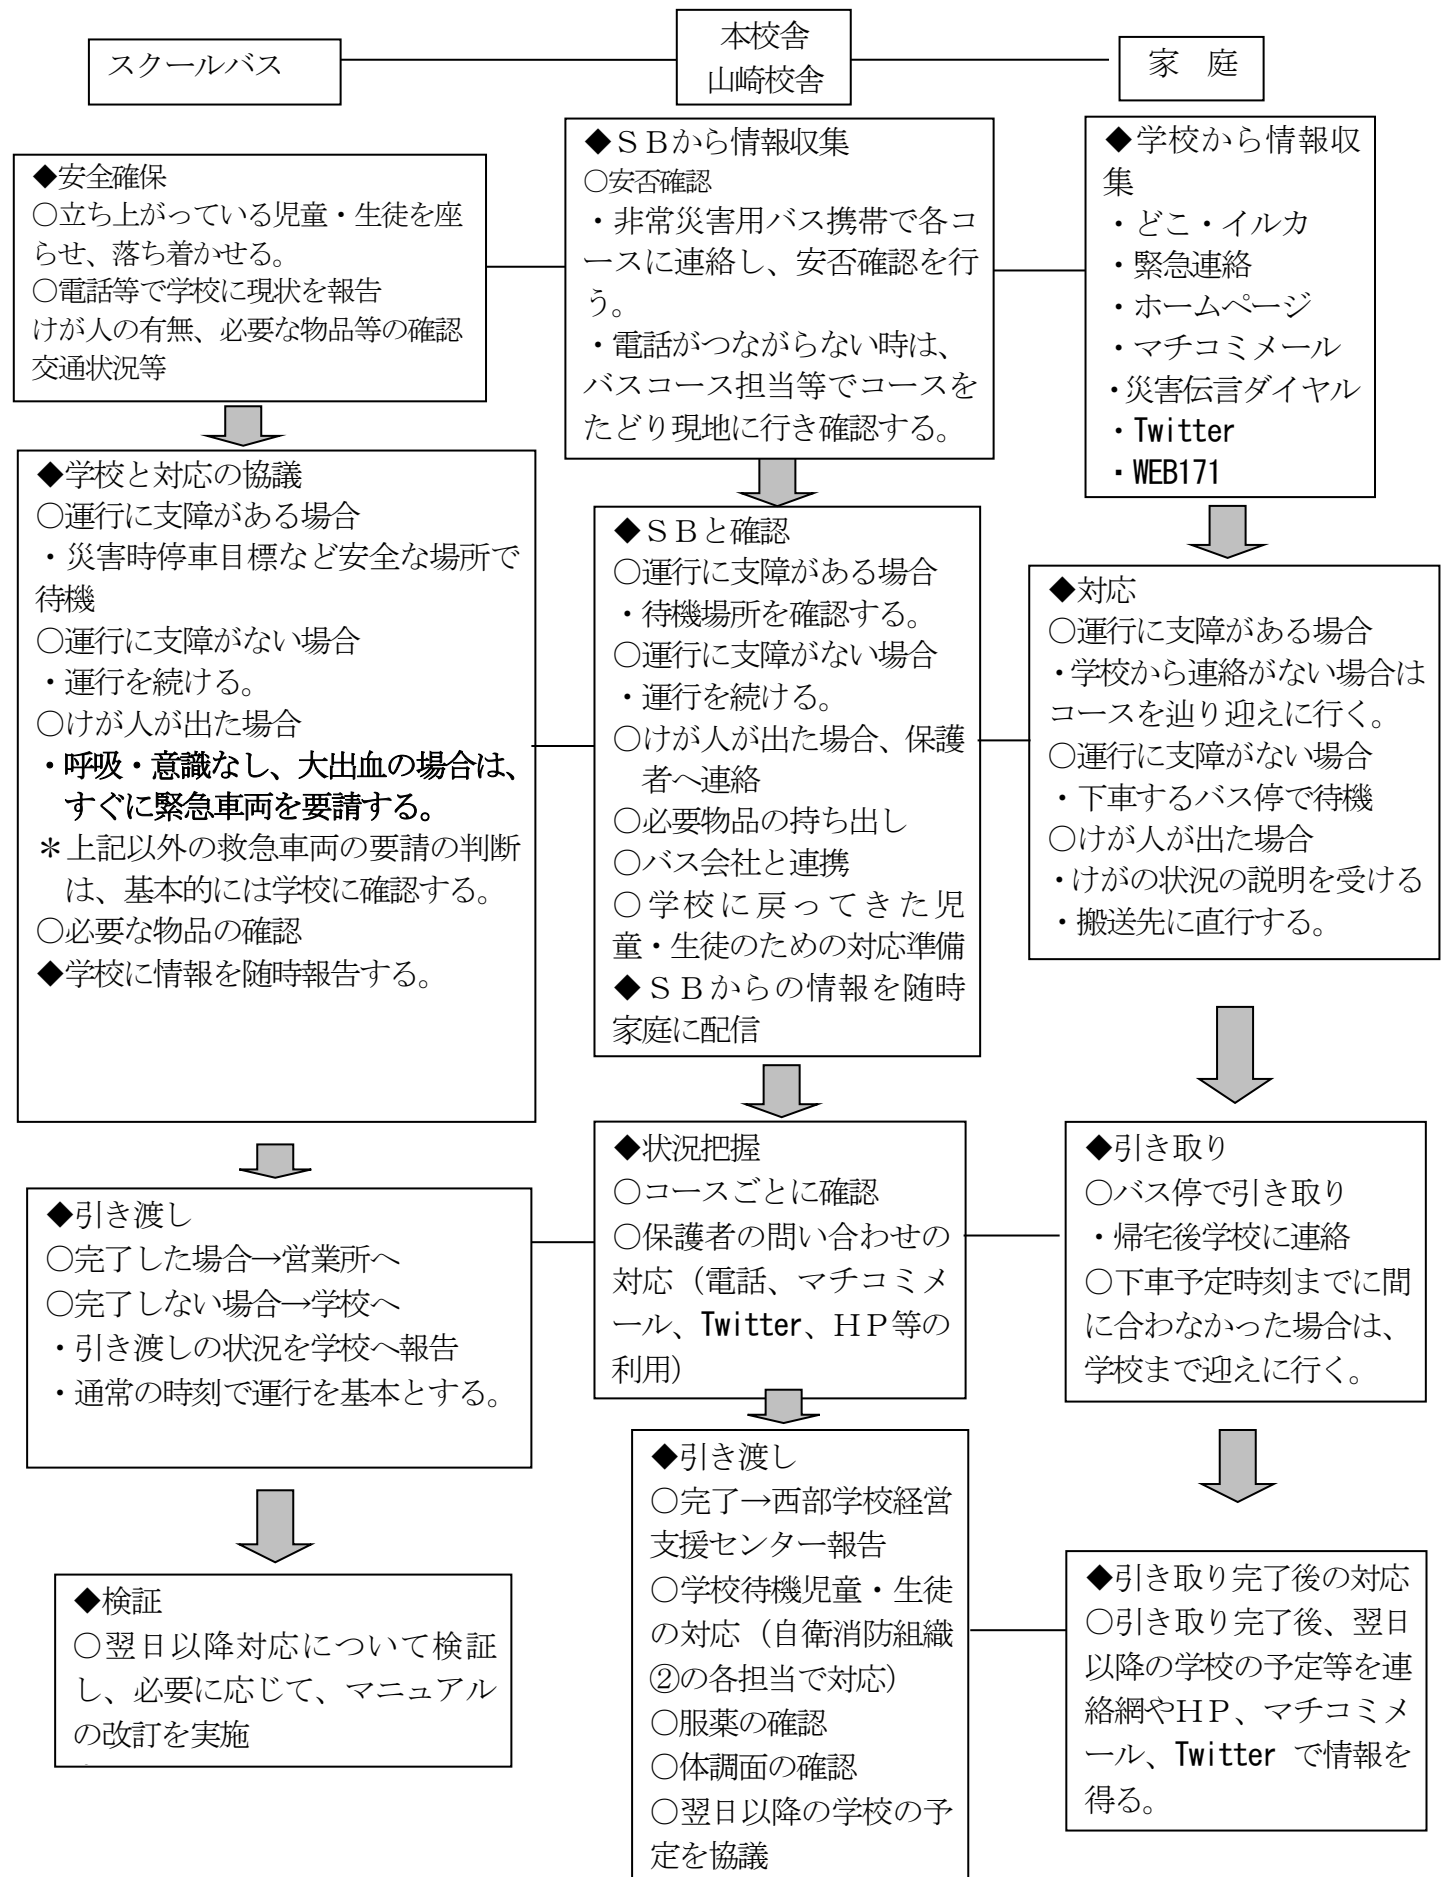 スクールバス
本校舎
山崎校舎
家　庭
◆安全確保
○立ち上がっている児童・生徒を座
らせ、落ち着かせる。
○電話等で学校に現状を報告
けが人の有無、必要な物品等の確認
交通状況等
◆ＳＢから情報収集
○安否確認
・非常災害用バス携帯で各コ
ースに連絡し、安否確認を行
う。
・電話がつながらない時は、
バスコース担当等でコースを
たどり現地に行き確認する。
◆学校から情報収
集
・どこ・イルカ
・緊急連絡
・ホームページ
・マチコミメール
・災害伝言ダイヤル
・Twitter
・WEB171
◆学校と対応の協議
○運行に支障がある場合
・災害時停車目標など安全な場所で
待機
○運行に支障がない場合
・運行を続ける。
○けが人が出た場合
・呼吸・意識なし、大出血の場合は、
すぐに緊急車両を要請する。
＊上記以外の救急車両の要請の判断
は、基本的には学校に確認する。
○必要な物品の確認
◆学校に情報を随時報告する。
◆ＳＢと確認
○運行に支障がある場合
・待機場所を確認する。
○運行に支障がない場合
・運行を続ける。
○けが人が出た場合、保護
者へ連絡
○必要物品の持ち出し
○バス会社と連携
○学校に戻ってきた児
童・生徒のための対応準備
◆ＳＢからの情報を随時
家庭に配信
◆対応
○運行に支障がある場合
・学校から連絡がない場合は
コースを辿り迎えに行く。
○運行に支障がない場合
・下車するバス停で待機
○けが人が出た場合
・けがの状況の説明を受ける
・搬送先に直行する。
◆引き渡し
○完了した場合→営業所へ
○完了しない場合→学校へ
・引き渡しの状況を学校へ報告
・通常の時刻で運行を基本とする。
◆状況把握
○コースごとに確認
○保護者の問い合わせの
対応（電話、マチコミメ
ール、Twitter、ＨＰ等の
利用）
◆引き取り
○バス停で引き取り
・帰宅後学校に連絡
○下車予定時刻までに間
に合わなかった場合は、
学校まで迎えに行く。
◆検証
○翌日以降対応について検証
し、必要に応じて、マニュアル
の改訂を実施
◆引き渡し
○完了→西部学校経営
支援センター報告
○学校待機児童・生徒
の対応（自衛消防組織
②の各担当で対応）
○服薬の確認
○体調面の確認
○翌日以降の学校の予
定を協議
◆引き取り完了後の対応
○引き取り完了後、翌日
以降の学校の予定等を連
絡網やＨＰ、マチコミメ
ール、Twitter で情報を
得る。